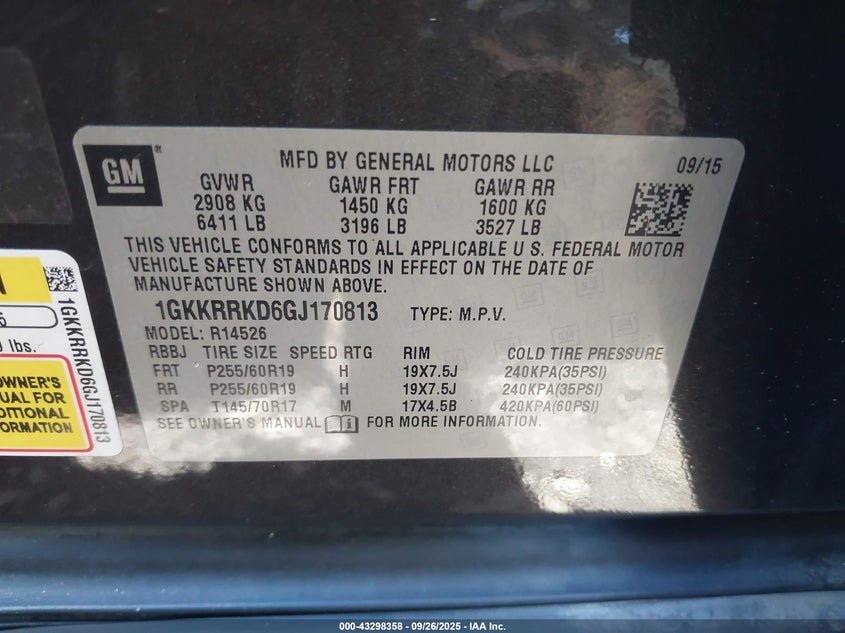 GM®
MFD BY GENERAL MOTORS LLC 09/15
GVWR GAWR FRT GAWR RR
2908 KG 1450 KG 1600 KG
6411 LB 3196 LB 3527 LB
THIS VEHICLE CONFORMS TO ALL APPLICABLE U.S. FEDERAL MOTOR
VEHICLE SAFETY STANDARDS IN EFFECT ON THE DATE OF
MANUFACTURE SHOWN ABOVE.
1GKKRRKD6GJ170813 TYPE: M.P.V.
MODEL: R14526
RBBJ TIRE SIZE SPEED RTG RIM COLD TIRE PRESSURE
FRT P255/60R19 H 19X7.5J 240KPA(35PSI)
RR P255/60R19 H 19X7.5J 240KPA(35PSI)
SPA T145/70R17 M 17X4.5B 420KPA(60PSI)
SEE OWNER'S MANUAL FOR MORE INFORMATION.
lbs.
OWNER'S
FOR
1GKKRRKD6GJ170813
000-43298358 - 09/26/2025 - IAA Inc.